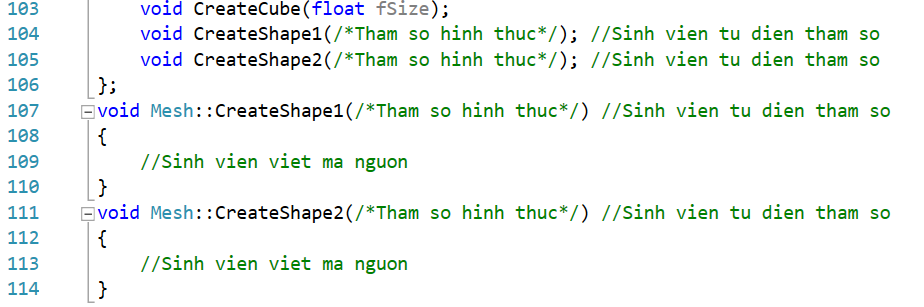 103 void CreateCube(float fSize);
104 void CreateShape1(/*Tham so hinh thuc*/); //Sinh vien tu dien tham so
105 void CreateShape2(/*Tham so hinh thuc*/); //Sinh vien tu dien tham so
106 };
107 void Mesh::CreateShape1(/*Tham so hinh thuc*/) //Sinh vien tu dien tham so
108 {
109 //Sinh vien viet ma nguon
110 }
111 void Mesh::CreateShape2(/*Tham so hinh thuc*/) //Sinh vien tu dien tham so
112 {
113 //Sinh vien viet ma nguon
114 }